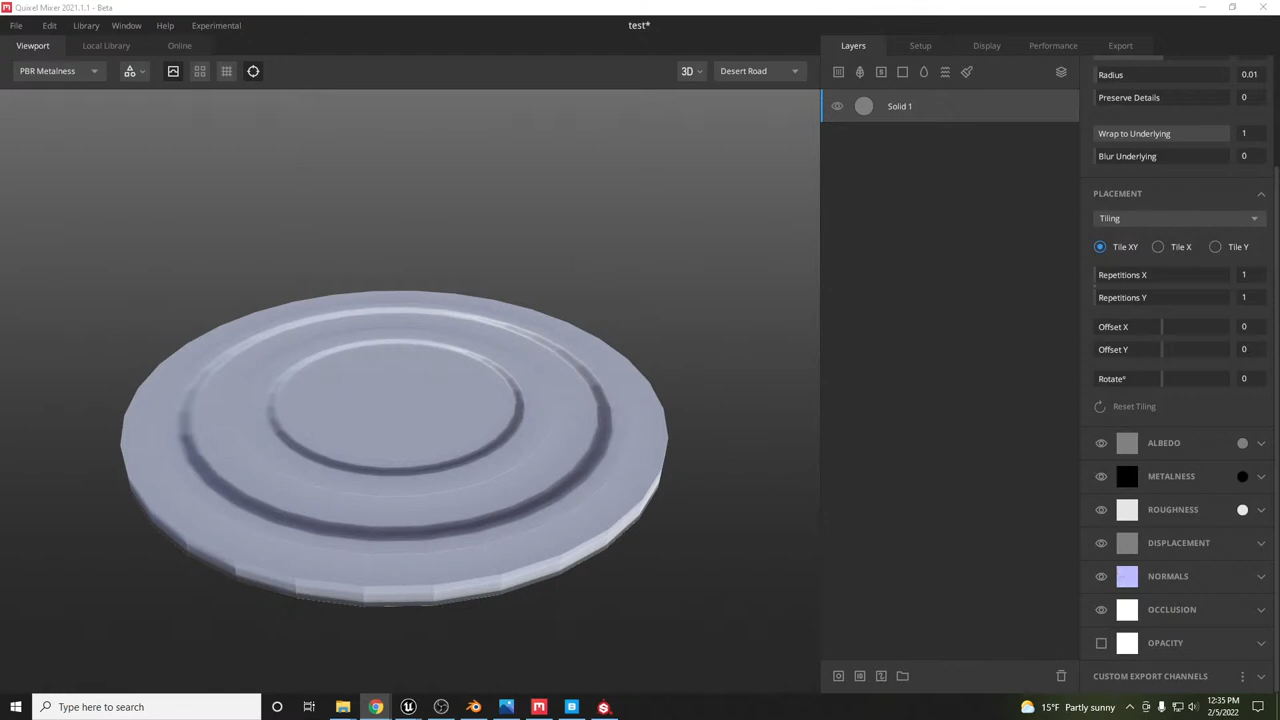 Quixel Mixer 2021.1.1 - Beta
File Edit Library Window Help Experimental
test*
Viewport Local Library Online
Layers Setup Display Performance Export
PBR Metalness
3D
Desert Road
Solid 1
Radius 0.01
Preserve Details 0
Wrap to Underlying 1
Blur Underlying 0
PLACEMENT
Tiling
Tile XY Tile X Tile Y
Repetitions X 1
Repetitions Y 1
Offset X 0
Offset Y 0
Rotate° 0
Reset Tiling
ALBEDO
METALNESS
ROUGHNESS
DISPLACEMENT
NORMALS
OCCLUSION
OPACITY
CUSTOM EXPORT CHANNELS
Type here to search
15°F Partly sunny
12:35 PM
2/5/2022